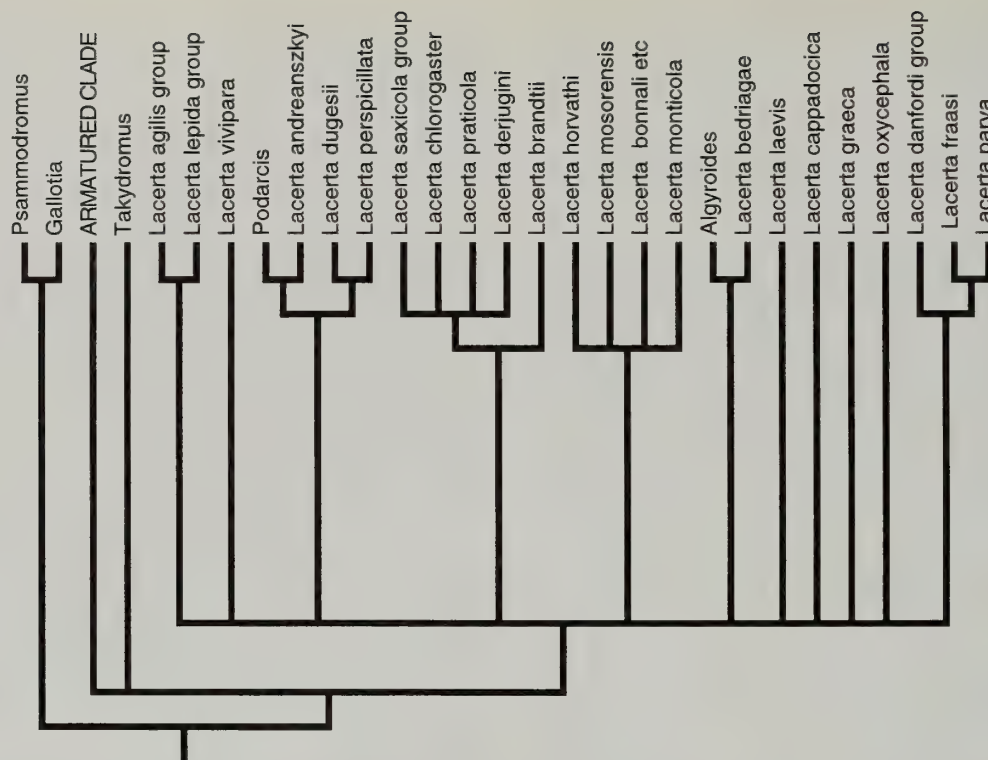 Psammodromus
Gallotia
ARMATURED CLADE
Takydromus
Lacerta agilis group
Lacerta lepida group
Lacerta vivipara
Podarcis
Lacerta andreanszkyi
Lacerta dugesii
Lacerta perspicillata
Lacerta saxicola group
Lacerta chlorogaster
Lacerta praticola
Lacerta derjugini
Lacerta brandtii
Lacerta horvathi
Lacerta mosorensis
Lacerta bonnali etc
Lacerta monticola
Algyroides
Lacerta bedriagae
Lacerta laevis
Lacerta cappadocica
Lacerta graeca
Lacerta oxycephala
Lacerta danfordi group
Lacerta fraasi
Lacerta parva